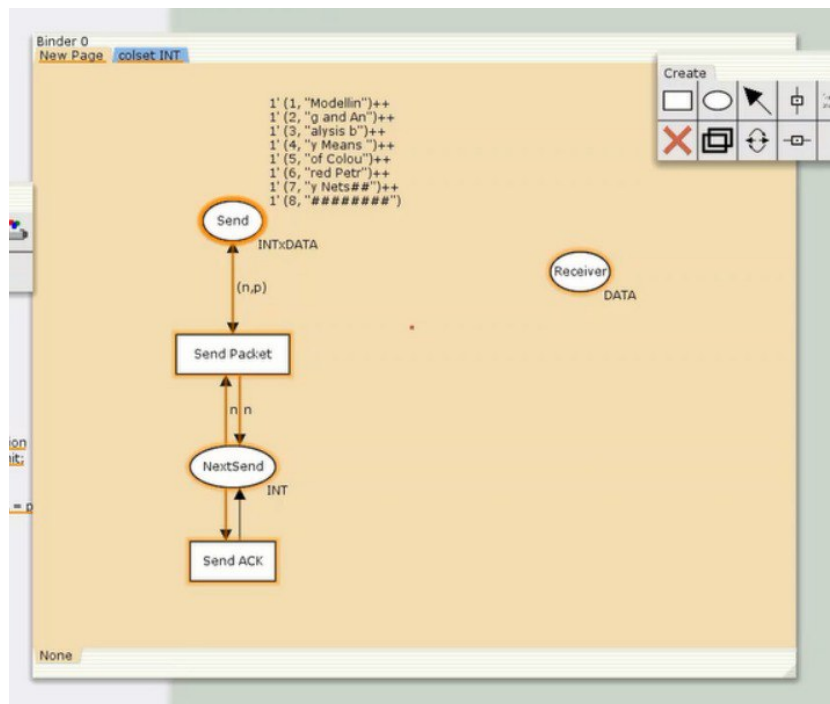 Binder 0
New Page colset INT
Create
1' (1, "Modellin")++
1' (2, "g and An")++
1' (3, "alysis b")++
1' (4, "y Means ")++
1' (5, "of Colou")++
1' (6, "red Petr")++
1' (7, "y Nets##")++
1' (8, "########")
Send
INTxDATA
Receiver
DATA
(n,p)
Send Packet
n n
ion
NextSend
it;
INT
= p
Send ACK
None